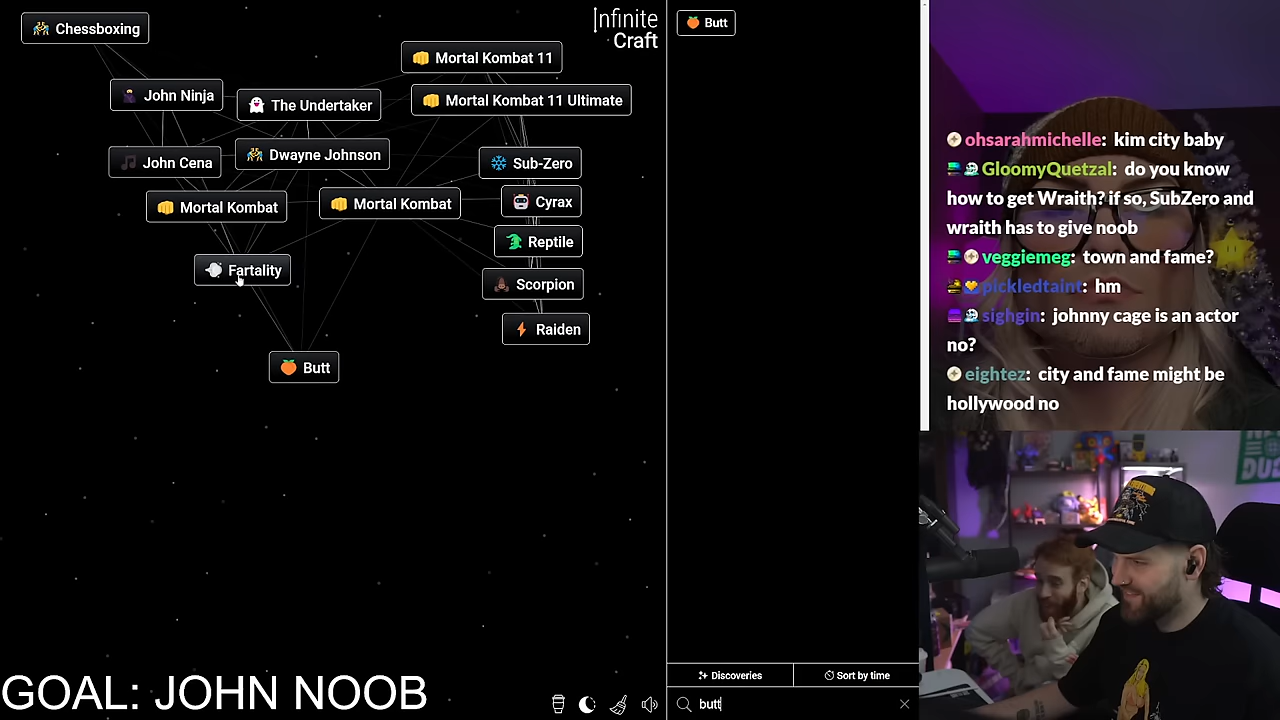 Chessboxing
Infinite
Craft
Butt
Mortal Kombat 11
John Ninja
The Undertaker
Mortal Kombat 11 Ultimate
John Cena
Dwayne Johnson
Sub-Zero
Mortal Kombat
Mortal Kombat
Cyrax
Reptile
Fartality
Scorpion
Raiden
Butt
Discoveries
Sort by time
butt
GOAL: JOHN NOOB
ohsarahmichelle: kim city baby
GloomyQuetzal: do you know
how to get Wraith? if so, SubZero and
wraith has to give noob
veggiemeg: town and fame?
pickledtaint: hm
sighgin: johnny cage is an actor
no?
eightez: city and fame might be
hollywood no